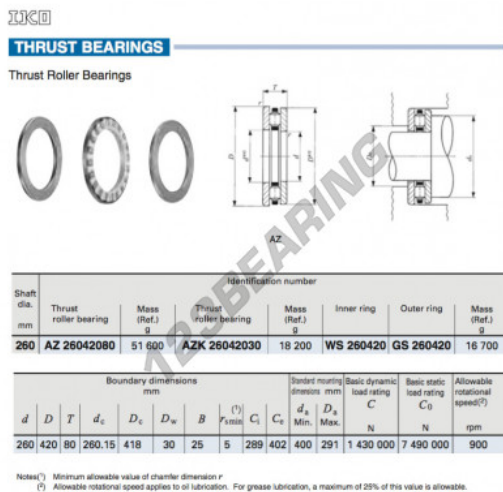 IKO
THRUST BEARINGS
Thrust Roller Bearings
T
r
r
D
d
d
D
AZ
123BEARING
Shaft dia. mm
Identification number
Thrust roller bearing
Mass (Ref.) g
Thrust roller bearing
Mass (Ref.) g
Inner ring
Outer ring
Mass (Ref.) g
260 AZ 26042080 51 600 AZK 26042030 18 200 WS 260420 GS 260420 16 700
Boundary dimensions mm
Standard mounting dimensions mm
Basic dynamic load rating C N
Basic static load rating C0 N
Allowable rotational speed(2) rpm
d D T dc Dc Dw B rsmin(1) Ci Ce da Min. Da Max.
260 420 80 260.15 418 30 25 5 289 402 400 291 1 430 000 7 490 000 900
Notes(1) Minimum allowable value of chamfer dimension r
(2) Allowable rotational speed applies to oil lubrication. For grease lubrication, a maximum of 25% of this value is allowable.